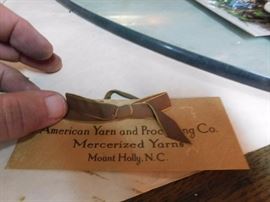 American Yarn and Processing Co.
Mercerized Yarns
Mount Holly, N.C.